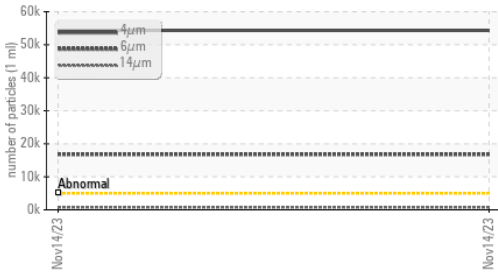 60k
50k
40k
30k
20k
10k
0k
number of particles (1 ml)
4µm
6µm
14µm
Abnormal
Nov14/23
Nov14/23